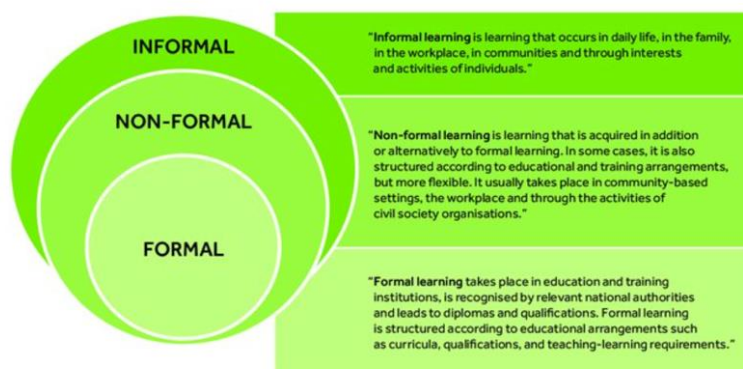 INFORMAL
"Informal learning is learning that occurs in daily life, in the family,
in the workplace, in communities and through interests
and activities of individuals."
NON-FORMAL
"Non-formal learning is learning that is acquired in addition
or alternatively to formal learning. In some cases, it is also
structured according to educational and training arrangements,
but more flexible. It usually takes place in community-based
settings, the workplace and through the activities of
civil society organisations."
FORMAL
"Formal learning takes place in education and training
institutions, is recognised by relevant national authorities
and leads to diplomas and qualifications. Formal learning
is structured according to educational arrangements such
as curricula, qualifications, and teaching-learning requirements."